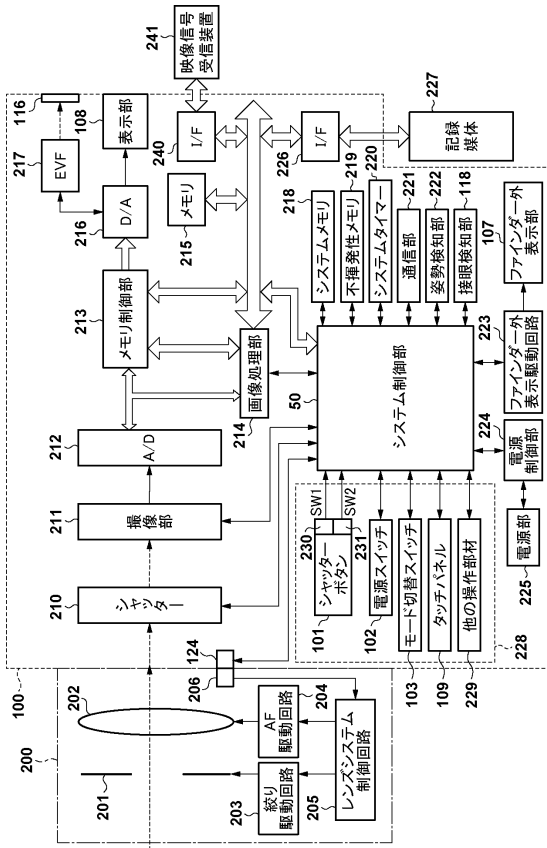 100
200
201
202
203
絞り
駆動回路
204
AF
駆動回路
205
レンズシステム
制御回路
206
124
210
シャッター
211
撮像部
212
A/D
213
メモリ制御部
214
画像処理部
215
メモリ
216
D/A
217
EVF
116
108
表示部
240
I/F
241
映像信号
受信装置
226
I/F
227
記録
媒体
50
システム制御部
218
システムメモリ
219
不揮発性メモリ
220
システムタイマー
221
通信部
222
姿勢検知部
118
接眼検知部
107
ファインダー外
表示部
223
ファインダー外
表示駆動回路
224
電源
制御部
225
電源部
101
シャッター
ボタン
230
231
SW1
SW2
102
電源スイッチ
103
モード切替スイッチ
109
タッチパネル
229
他の操作部材
228